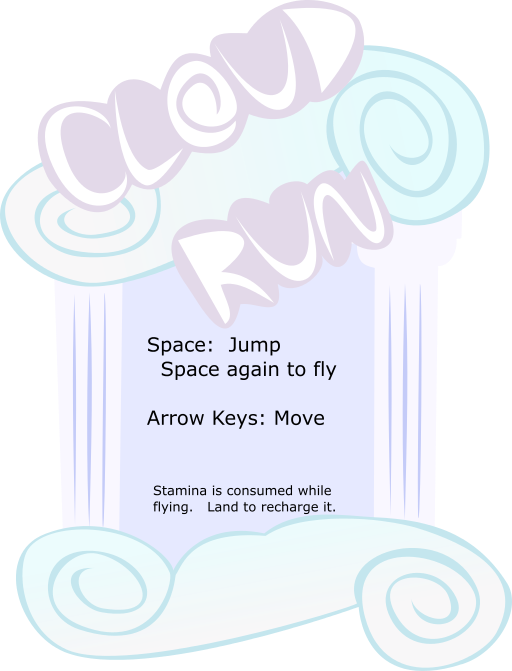 CLOUD
RUN
Space:  Jump
Space again to fly
Arrow Keys: Move
Stamina is consumed while
flying.   Land to recharge it.